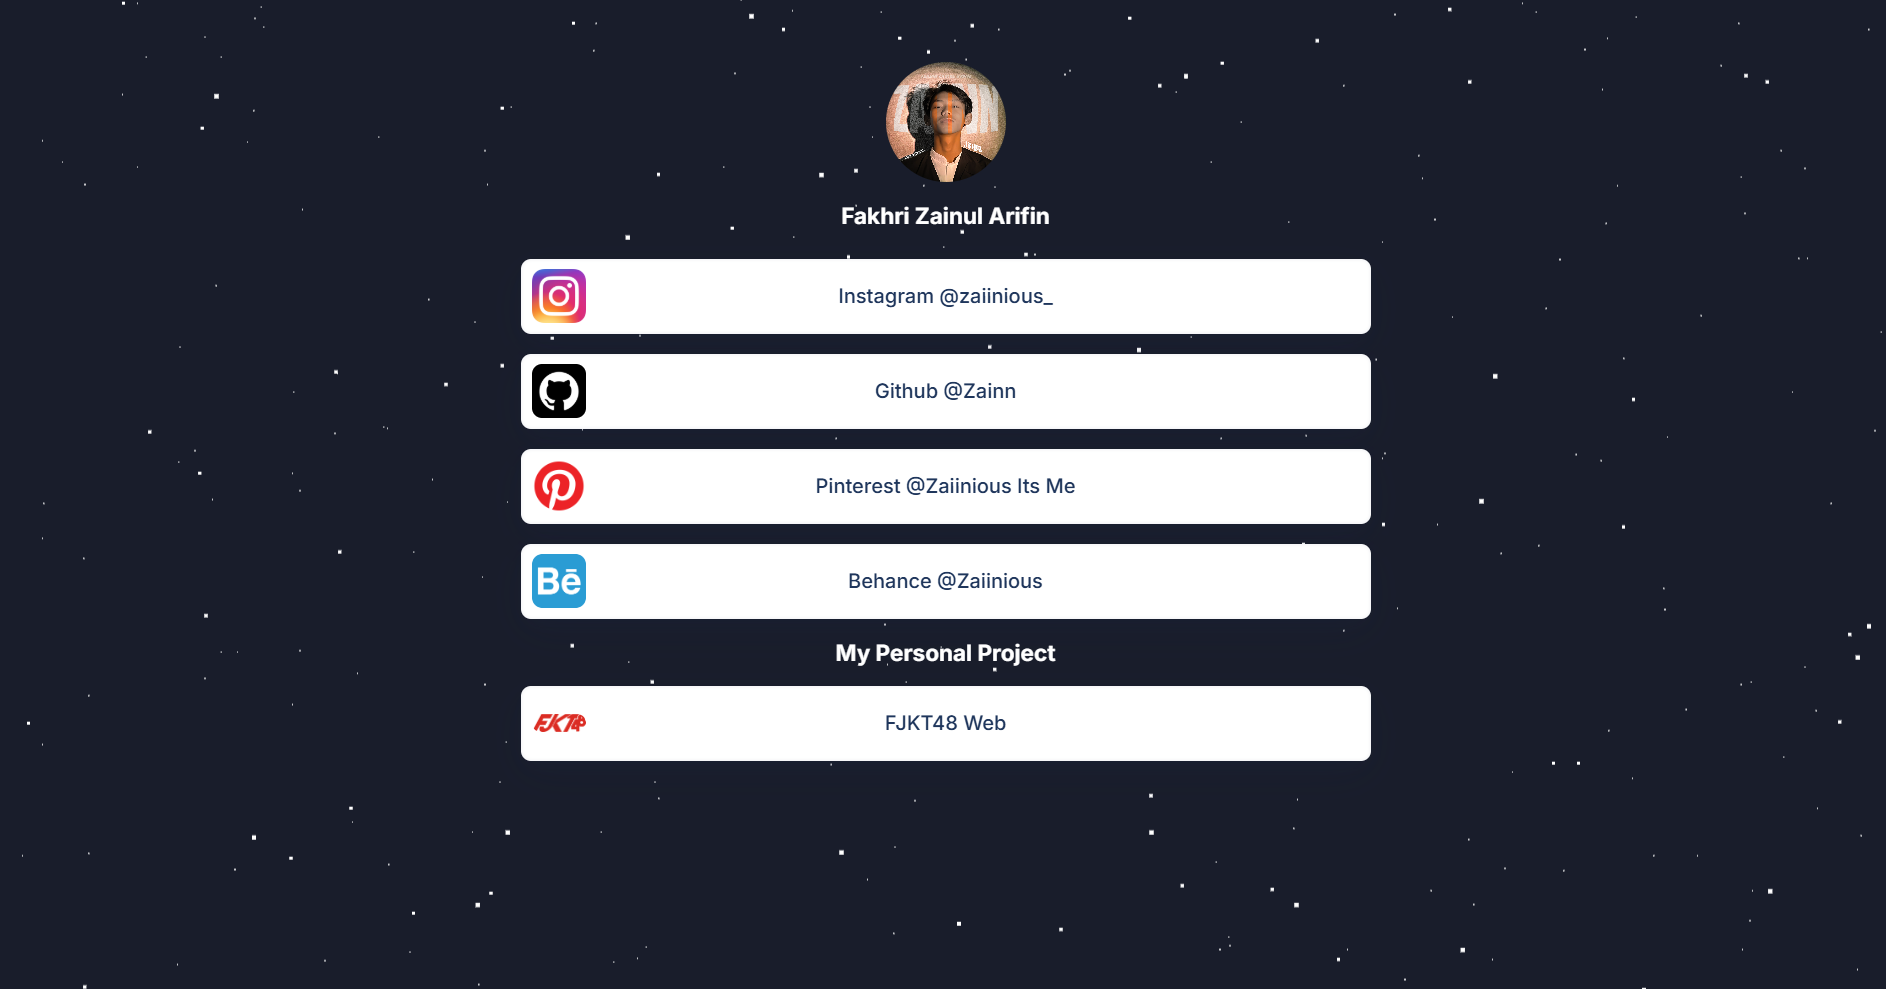 Fakhri Zainul Arifin
Instagram @zaiinious_
Github @Zainn
Pinterest @Zaiinious Its Me
Bē
Behance @Zaiinious
My Personal Project
FJKT48
FJKT48 Web